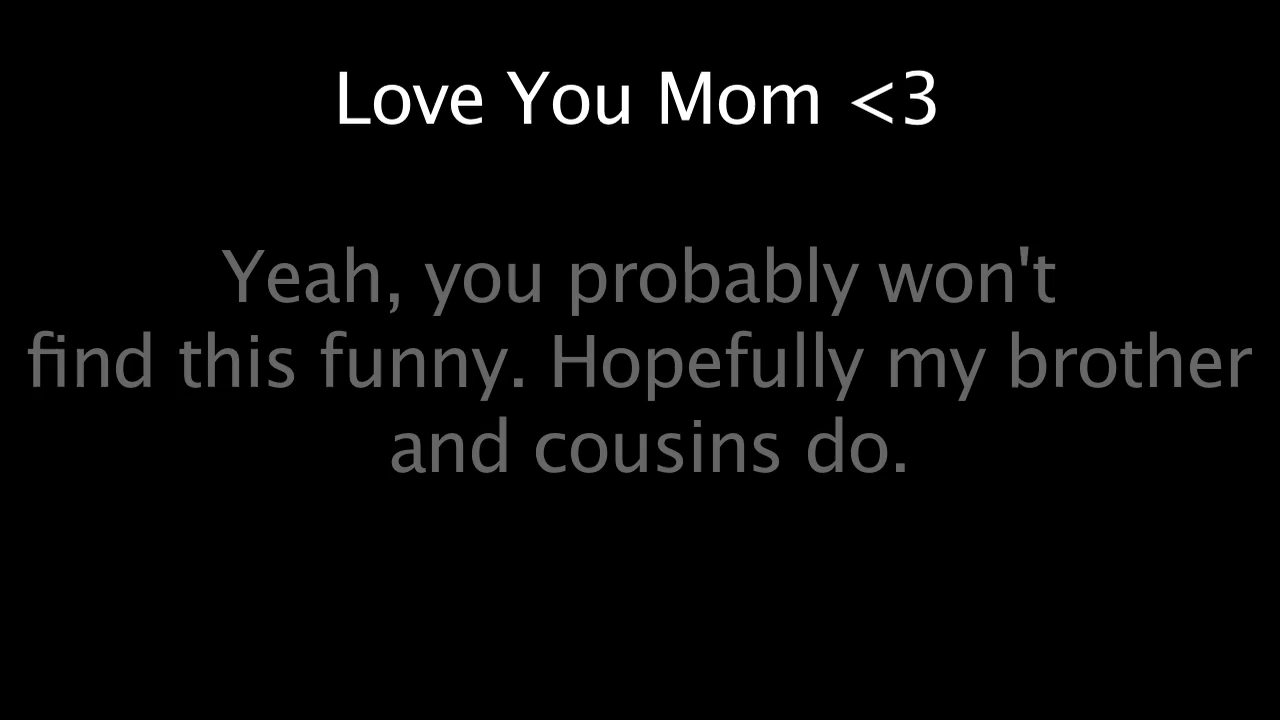 Love You Mom <3
Yeah, you probably won't
find this funny. Hopefully my brother
and cousins do.